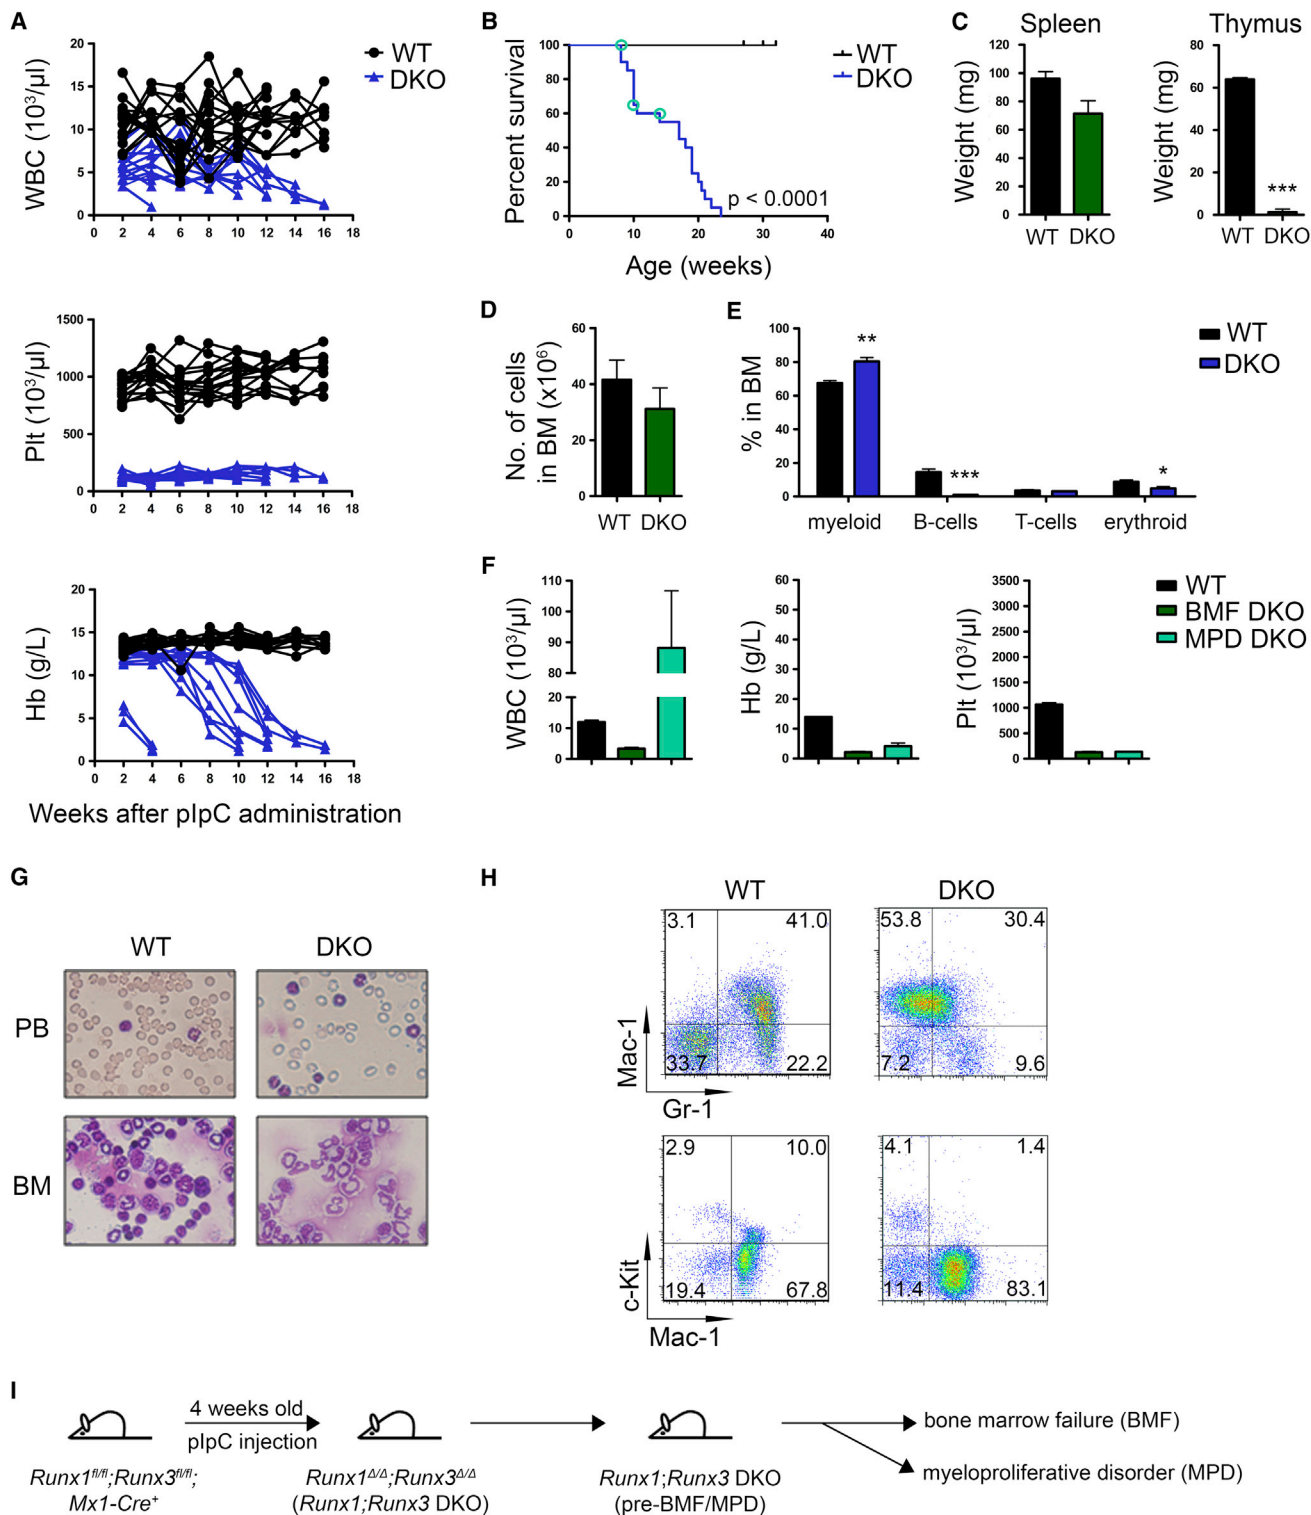 A
WBC (10³/µl)
20
15
10
5
0
0 2 4 6 8 10 12 14 16 18
WT
DKO
Plt (10³/µl)
1500
1000
500
0
0 2 4 6 8 10 12 14 16 18
Hb (g/L)
20
15
10
5
0
0 2 4 6 8 10 12 14 16 18
Weeks after pIpC administration
B
Percent survival
100
80
60
40
20
0
0 10 20 30 40
WT
DKO
p < 0.0001
Age (weeks)
C
Spleen
Weight (mg)
120
100
80
60
40
20
0
WT DKO
Thymus
Weight (mg)
80
60
40
20
0
***
WT DKO
D
No. of cells
in BM (x10⁶)
60
40
20
0
WT DKO
E
% in BM
100
80
60
40
20
0
**
***
*
myeloid B-cells T-cells erythroid
WT
DKO
F
WBC (10³/µl)
110
100
90
80
20
10
0
Hb (g/L)
60
50
40
30
20
10
0
Plt (10³/µl)
3500
3000
2500
2000
1500
1000
500
0
WT
BMF DKO
MPD DKO
G
WT DKO
PB
BM
H
WT DKO
3.1 41.0
33.7 22.2
53.8 30.4
7.2 9.6
Mac-1
Gr-1
2.9 10.0
19.4 67.8
4.1 1.4
11.4 83.1
c-Kit
Mac-1
I
4 weeks old
pIpC injection
Runx1fl/fl;Runx3fl/fl;
Mx1-Cre⁺
Runx1Δ/Δ;Runx3Δ/Δ
(Runx1;Runx3 DKO)
Runx1;Runx3 DKO
(pre-BMF/MPD)
bone marrow failure (BMF)
myeloproliferative disorder (MPD)